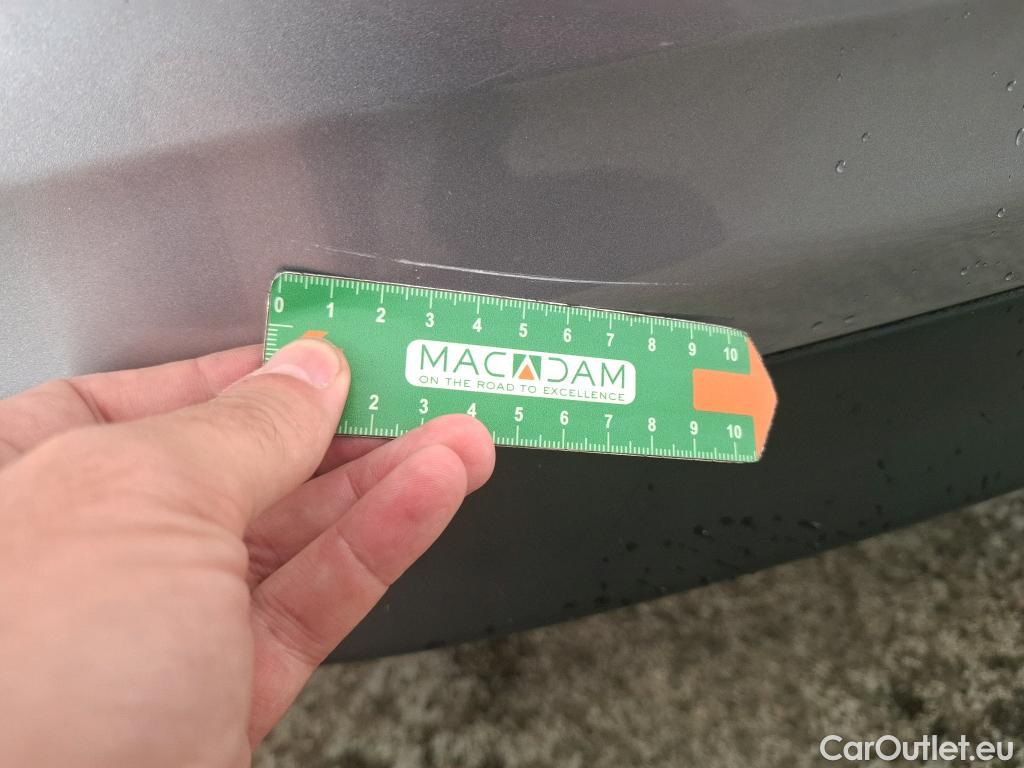 0 1 2 3 4 5 6 7 8 9 10
MACADAM
ON THE ROAD TO EXCELLENCE
2 3 4 5 6 7 8 9 10
CarOutlet.eu